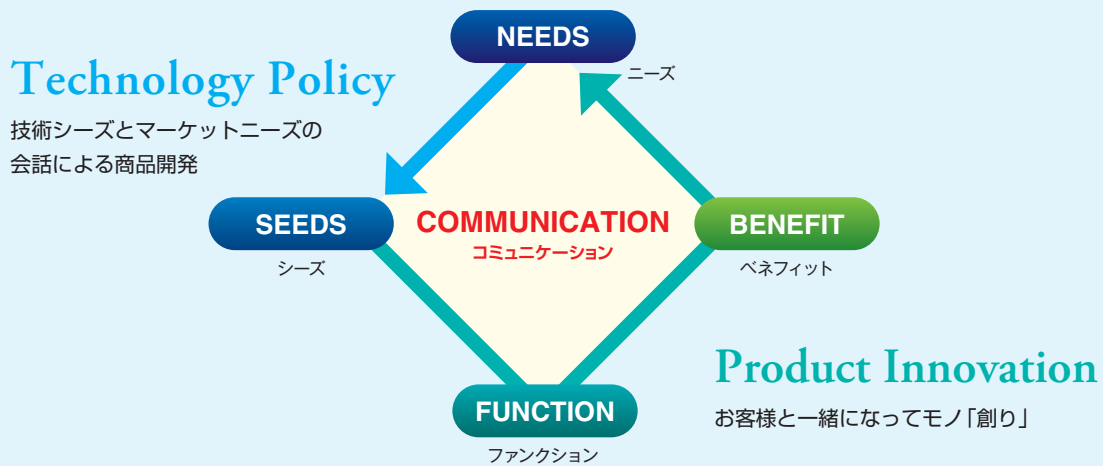 NEEDS
ニーズ
Technology Policy
技術シーズとマーケットニーズの
会話による商品開発
SEEDS
シーズ
COMMUNICATION
コミュニケーション
BENEFIT
ベネフィット
Product Innovation
お客様と一緒になってモノ「創り」
FUNCTION
ファンクション